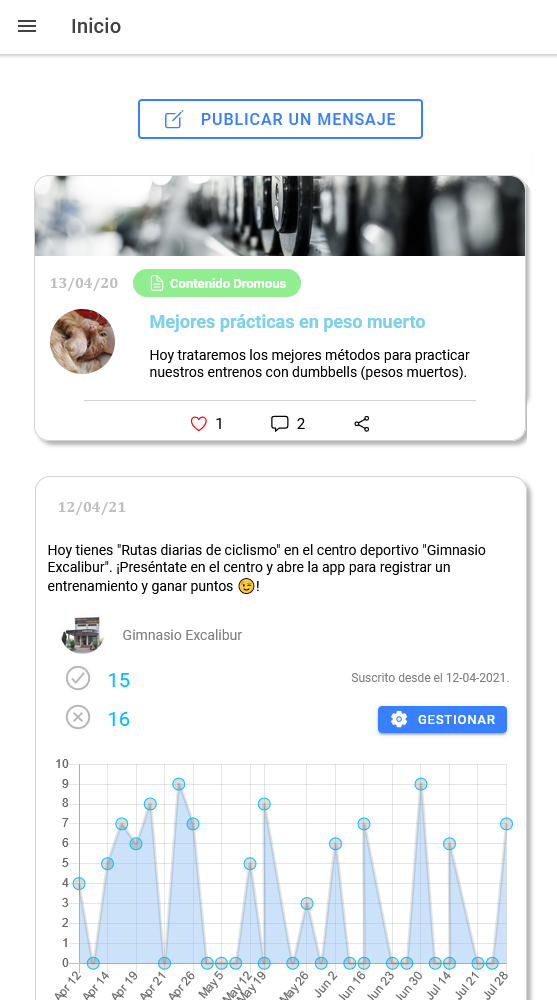 Inicio
PUBLICAR UN MENSAJE
13/04/20
Contenido Dromous
Mejores prácticas en peso muerto
Hoy trataremos los mejores métodos para practicar
nuestros entrenos con dumbbells (pesos muertos).
1
2
12/04/21
Hoy tienes "Rutas diarias de ciclismo" en el centro deportivo "Gimnasio
Excalibur". ¡Preséntate en el centro y abre la app para registrar un
entrenamiento y ganar puntos 😉!
Gimnasio Excalibur
15
Suscrito desde el 12-04-2021.
16
GESTIONAR
10
9
8
7
6
5
4
3
2
1
0
Apr 12
Apr 14
Apr 19
Apr 21
Apr 26
May 5
May 12
May 19
May 26
Jun 2
Jun 16
Jun 23
Jun 30
Jul 14
Jul 21
Jul 28